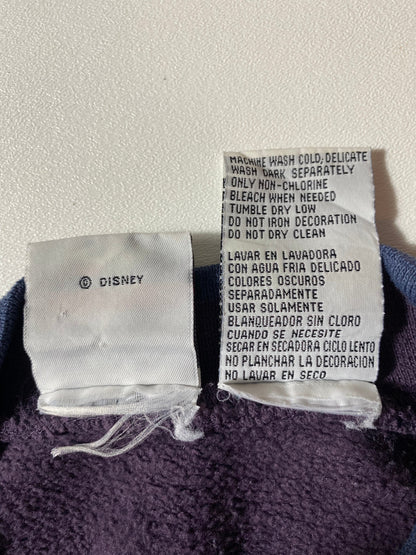 © DISNEY
MACHINE WASH COLD, DELICATE
WASH DARK SEPARATELY
ONLY NON-CHLORINE
BLEACH WHEN NEEDED
TUMBLE DRY LOW
DO NOT IRON DECORATION
DO NOT DRY CLEAN
LAVAR EN LAVADORA
CON AGUA FRIA DELICADO
COLORES OSCUROS
SEPARADAMENTE
USAR SOLAMENTE
BLANQUEADOR SIN CLORO
CUANDO SE NECESITE
SECAR EN SECADORA CICLO LENTO
NO PLANCHAR LA DECORACION
NO LAVAR EN SECO